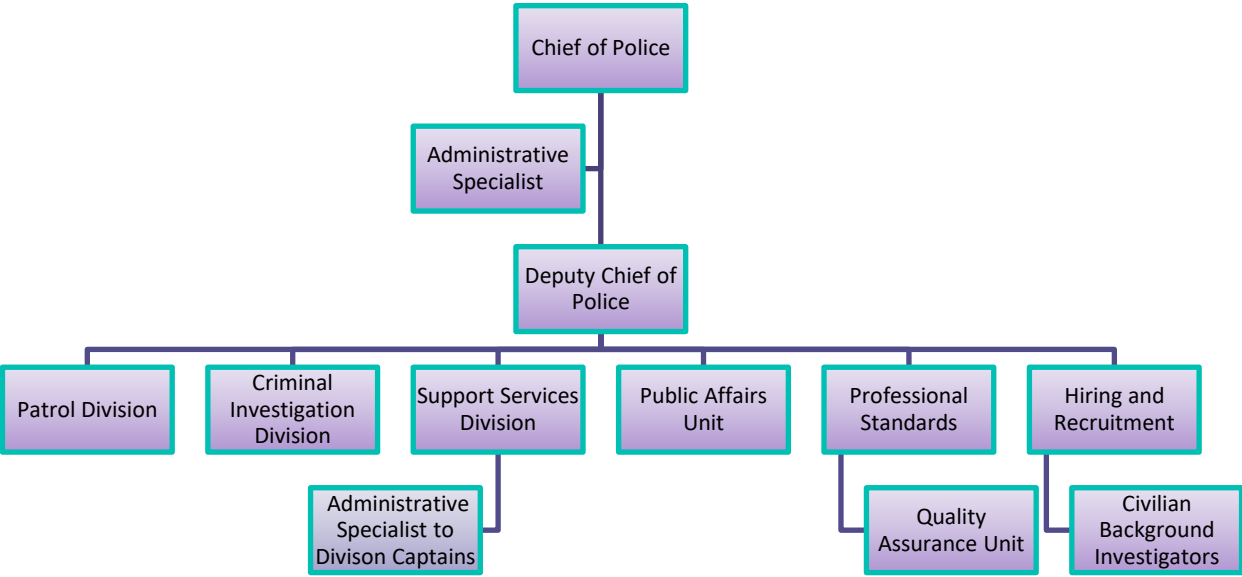 Chief of Police
Administrative
Specialist
Deputy Chief of
Police
Patrol Division
Criminal
Investigation
Division
Support Services
Division
Public Affairs
Unit
Professional
Standards
Hiring and
Recruitment
Administrative
Specialist to
Divison Captains
Quality
Assurance Unit
Civilian
Background
Investigators